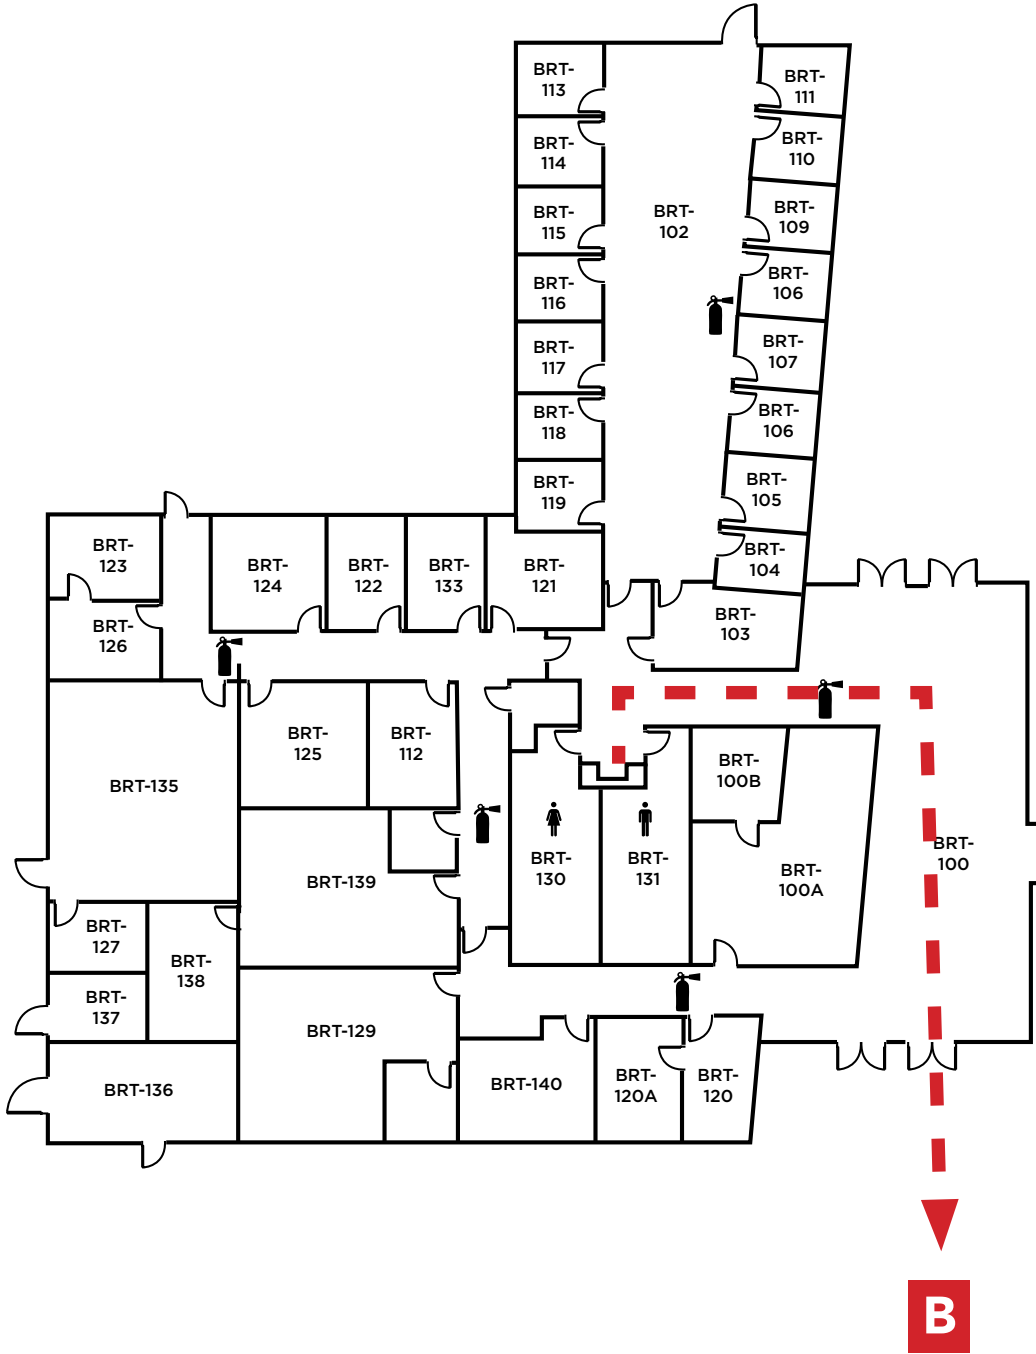 BRT-
113
BRT-
111
BRT-
114
BRT-
110
BRT-
115
BRT-
102
BRT-
109
BRT-
116
BRT-
106
BRT-
117
BRT-
107
BRT-
118
BRT-
106
BRT-
119
BRT-
105
BRT-
123
BRT-
124
BRT-
122
BRT-
133
BRT-
121
BRT-
104
BRT-
126
BRT-
103
BRT-
125
BRT-
112
BRT-135
BRT-
100B
BRT-
130
BRT-
131
BRT-
100A
BRT-
100
BRT-139
BRT-
127
BRT-
138
BRT-
137
BRT-129
BRT-136
BRT-140
BRT-
120A
BRT-
120
B